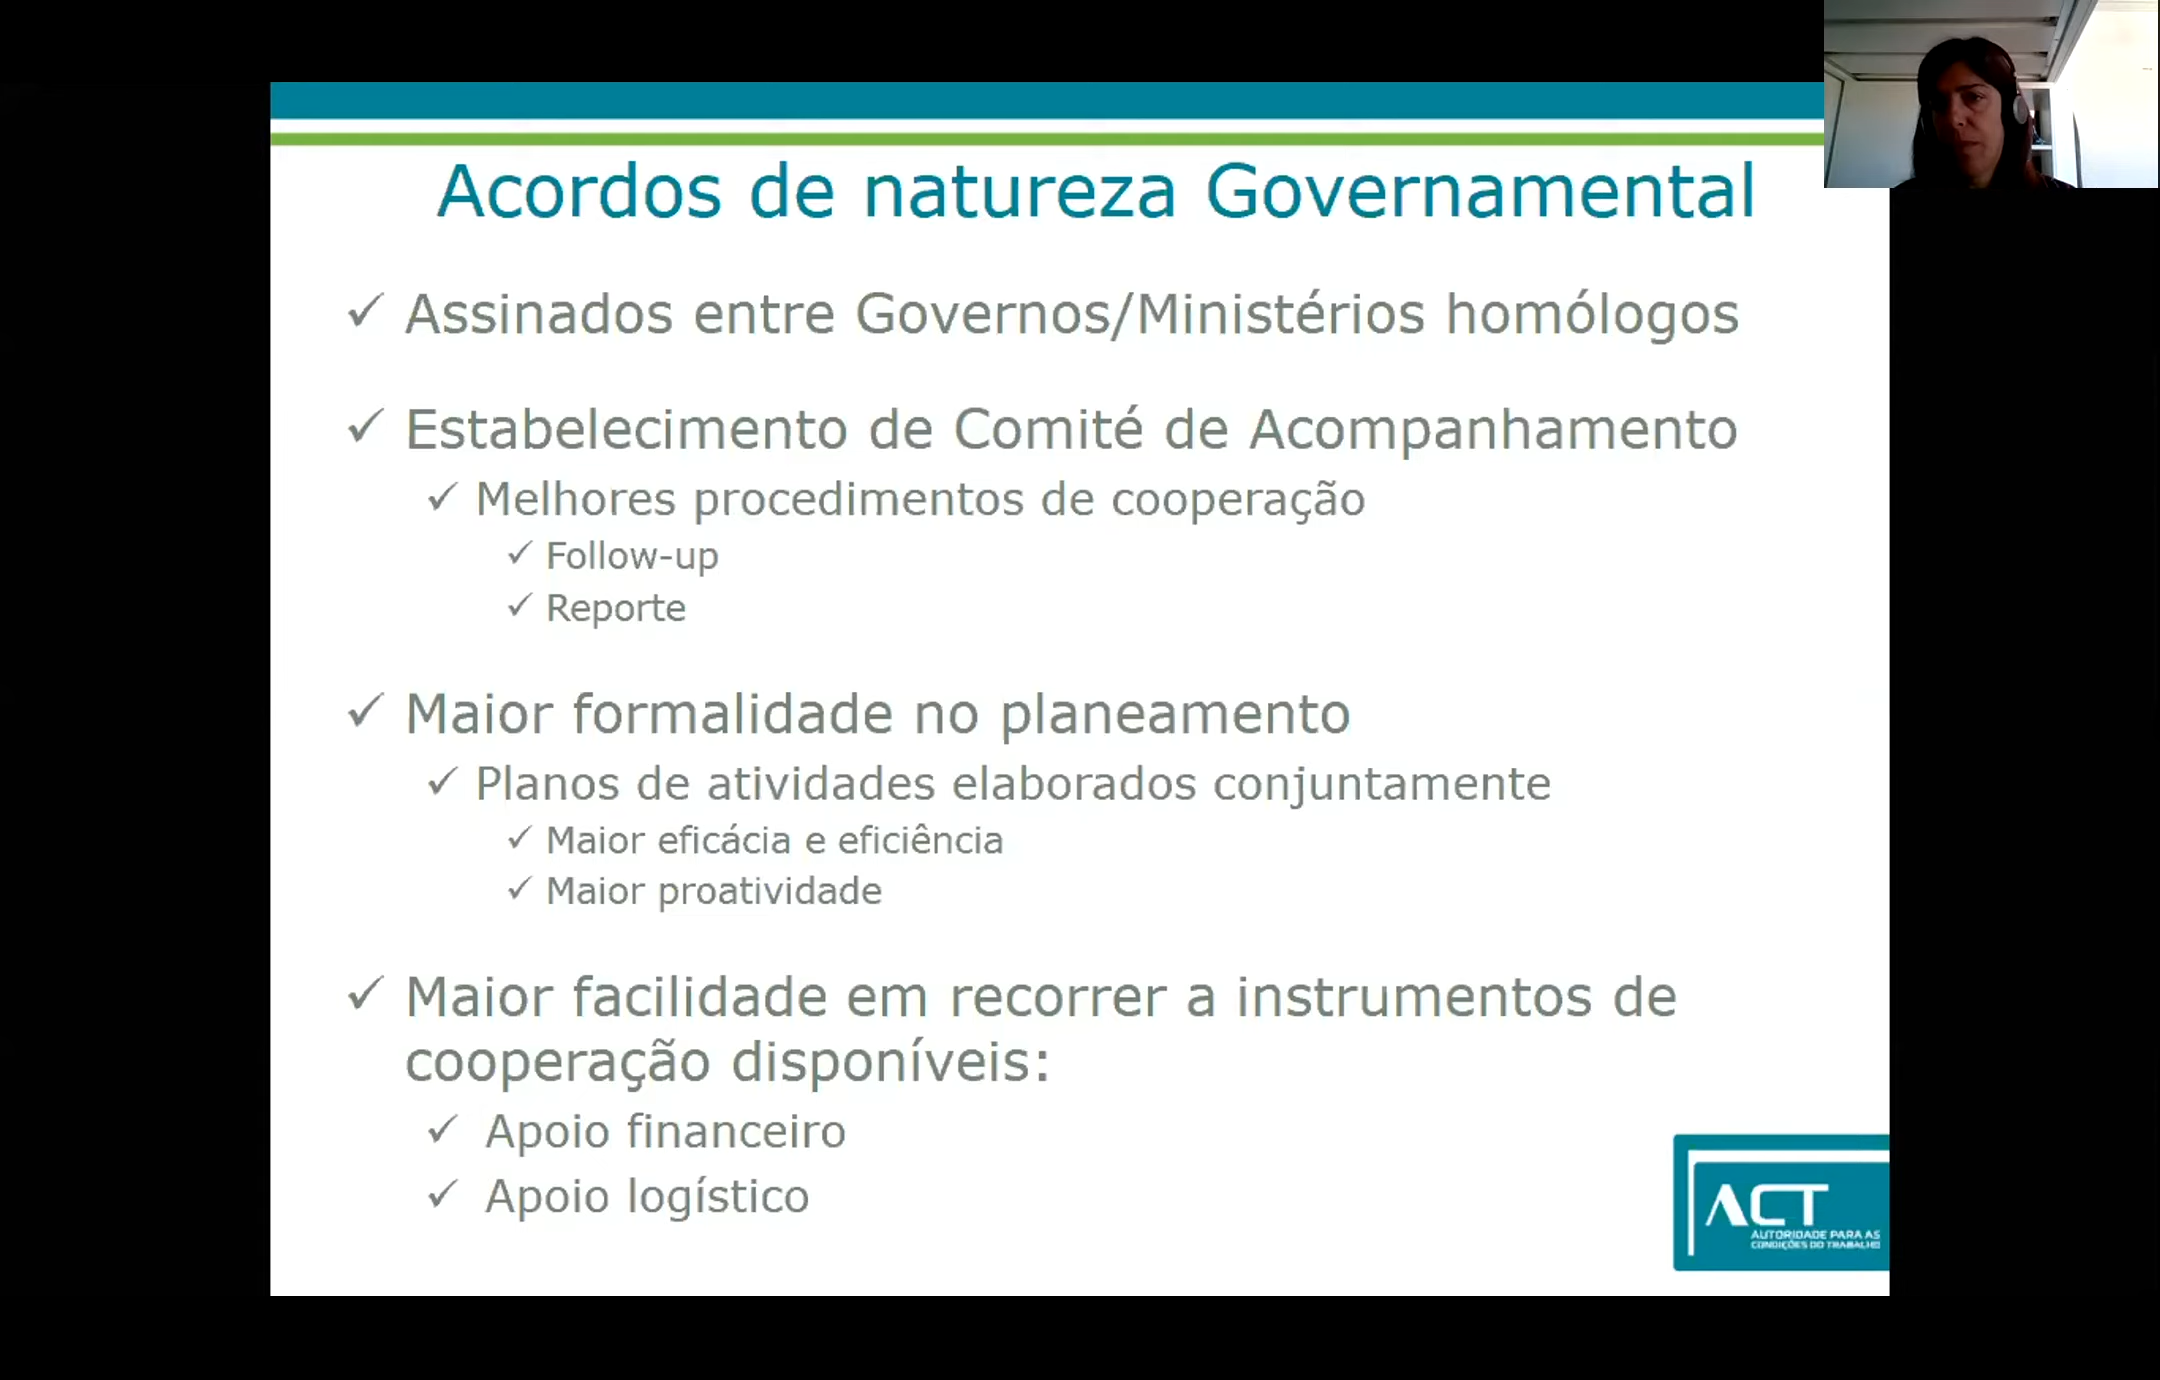 Acordos de natureza Governamental
✓ Assinados entre Governos/Ministérios homólogos
✓ Estabelecimento de Comité de Acompanhamento
✓ Melhores procedimentos de cooperação
✓ Follow-up
✓ Reporte
✓ Maior formalidade no planeamento
✓ Planos de atividades elaborados conjuntamente
✓ Maior eficácia e eficiência
✓ Maior proatividade
✓ Maior facilidade em recorrer a instrumentos de
cooperação disponíveis:
✓ Apoio financeiro
✓ Apoio logístico
ACT
AUTORIDADE PARA AS
CONDIÇÕES DO TRABALHO